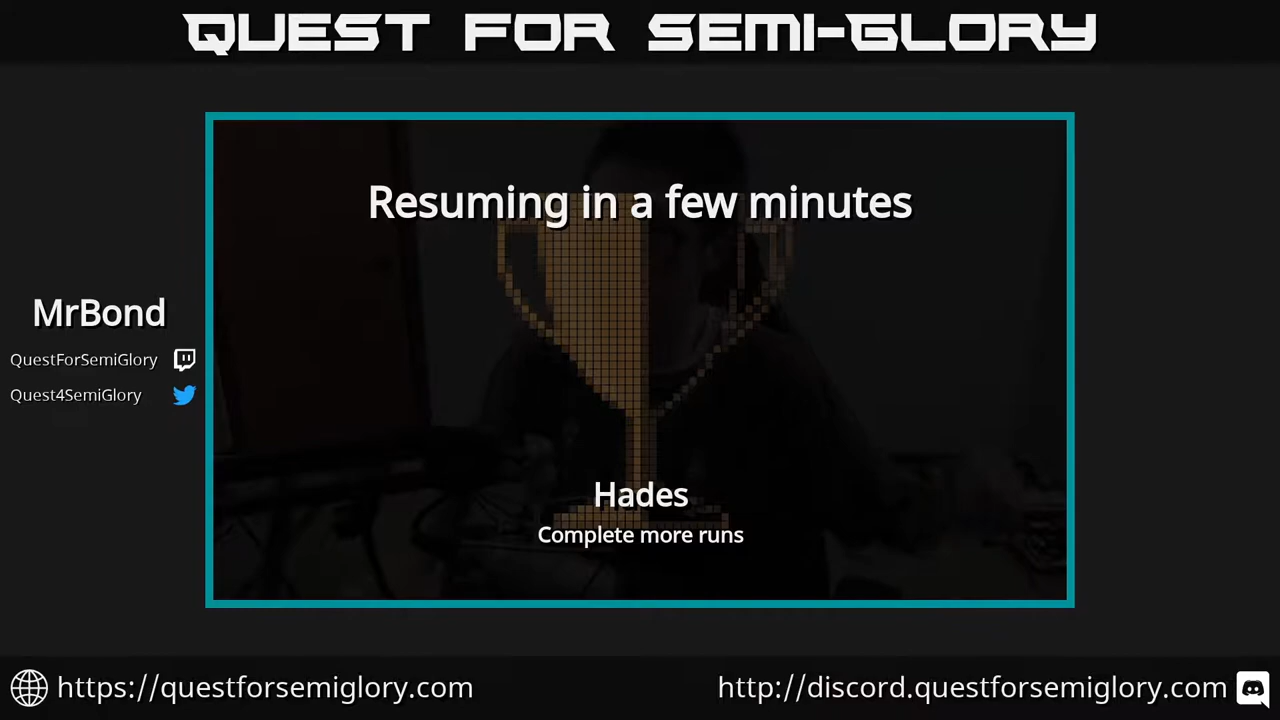 QUEST FOR SEMI-GLORY
Resuming in a few minutes
MrBond
QuestForSemiGlory
Quest4SemiGlory
Hades
Complete more runs
https://questforsemiglory.com
http://discord.questforsemiglory.com